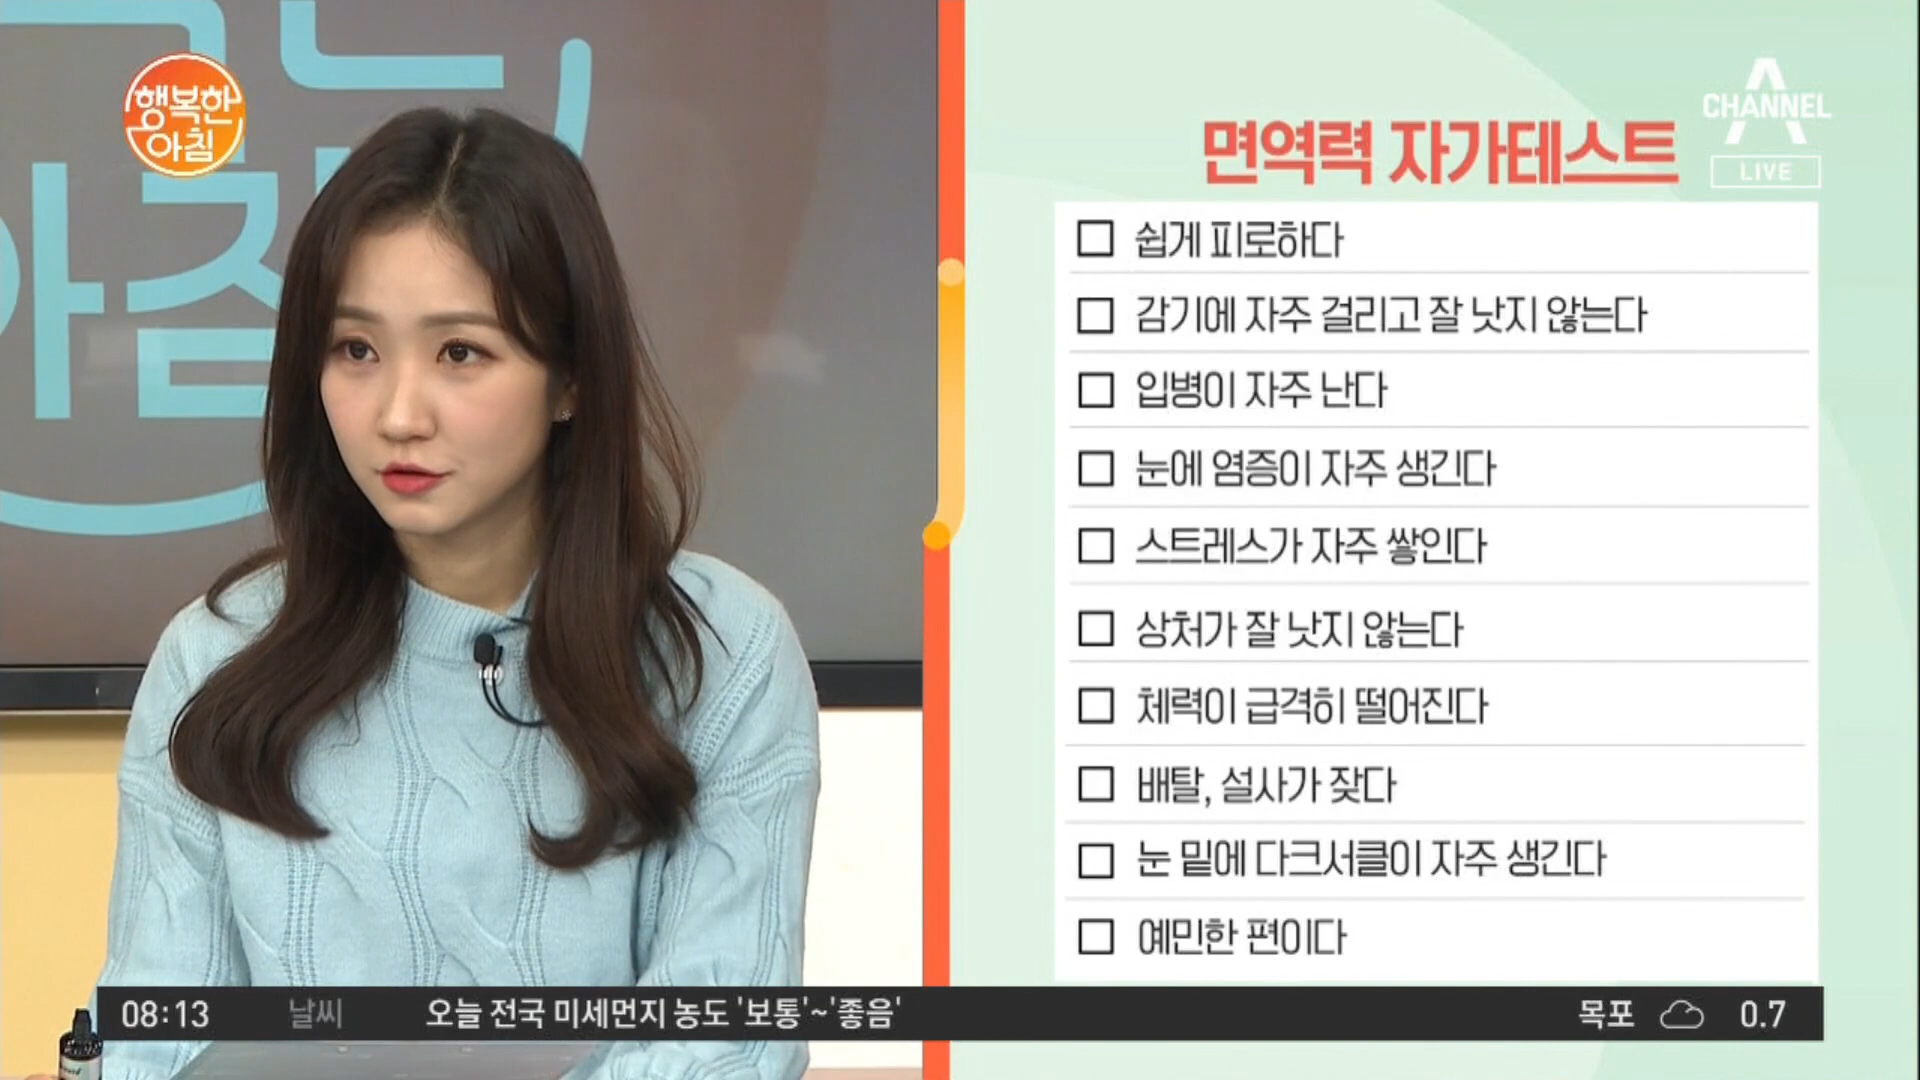 행복한
아침
CHANNEL A
LIVE
면역력 자가테스트
쉽게 피로하다
감기에 자주 걸리고 잘 낫지 않는다
입병이 자주 난다
눈에 염증이 자주 생긴다
스트레스가 자주 쌓인다
상처가 잘 낫지 않는다
체력이 급격히 떨어진다
배탈, 설사가 잦다
눈 밑에 다크서클이 자주 생긴다
예민한 편이다
08:13 날씨 오늘 전국 미세먼지 농도 '보통'~'좋음' 목포 0.7